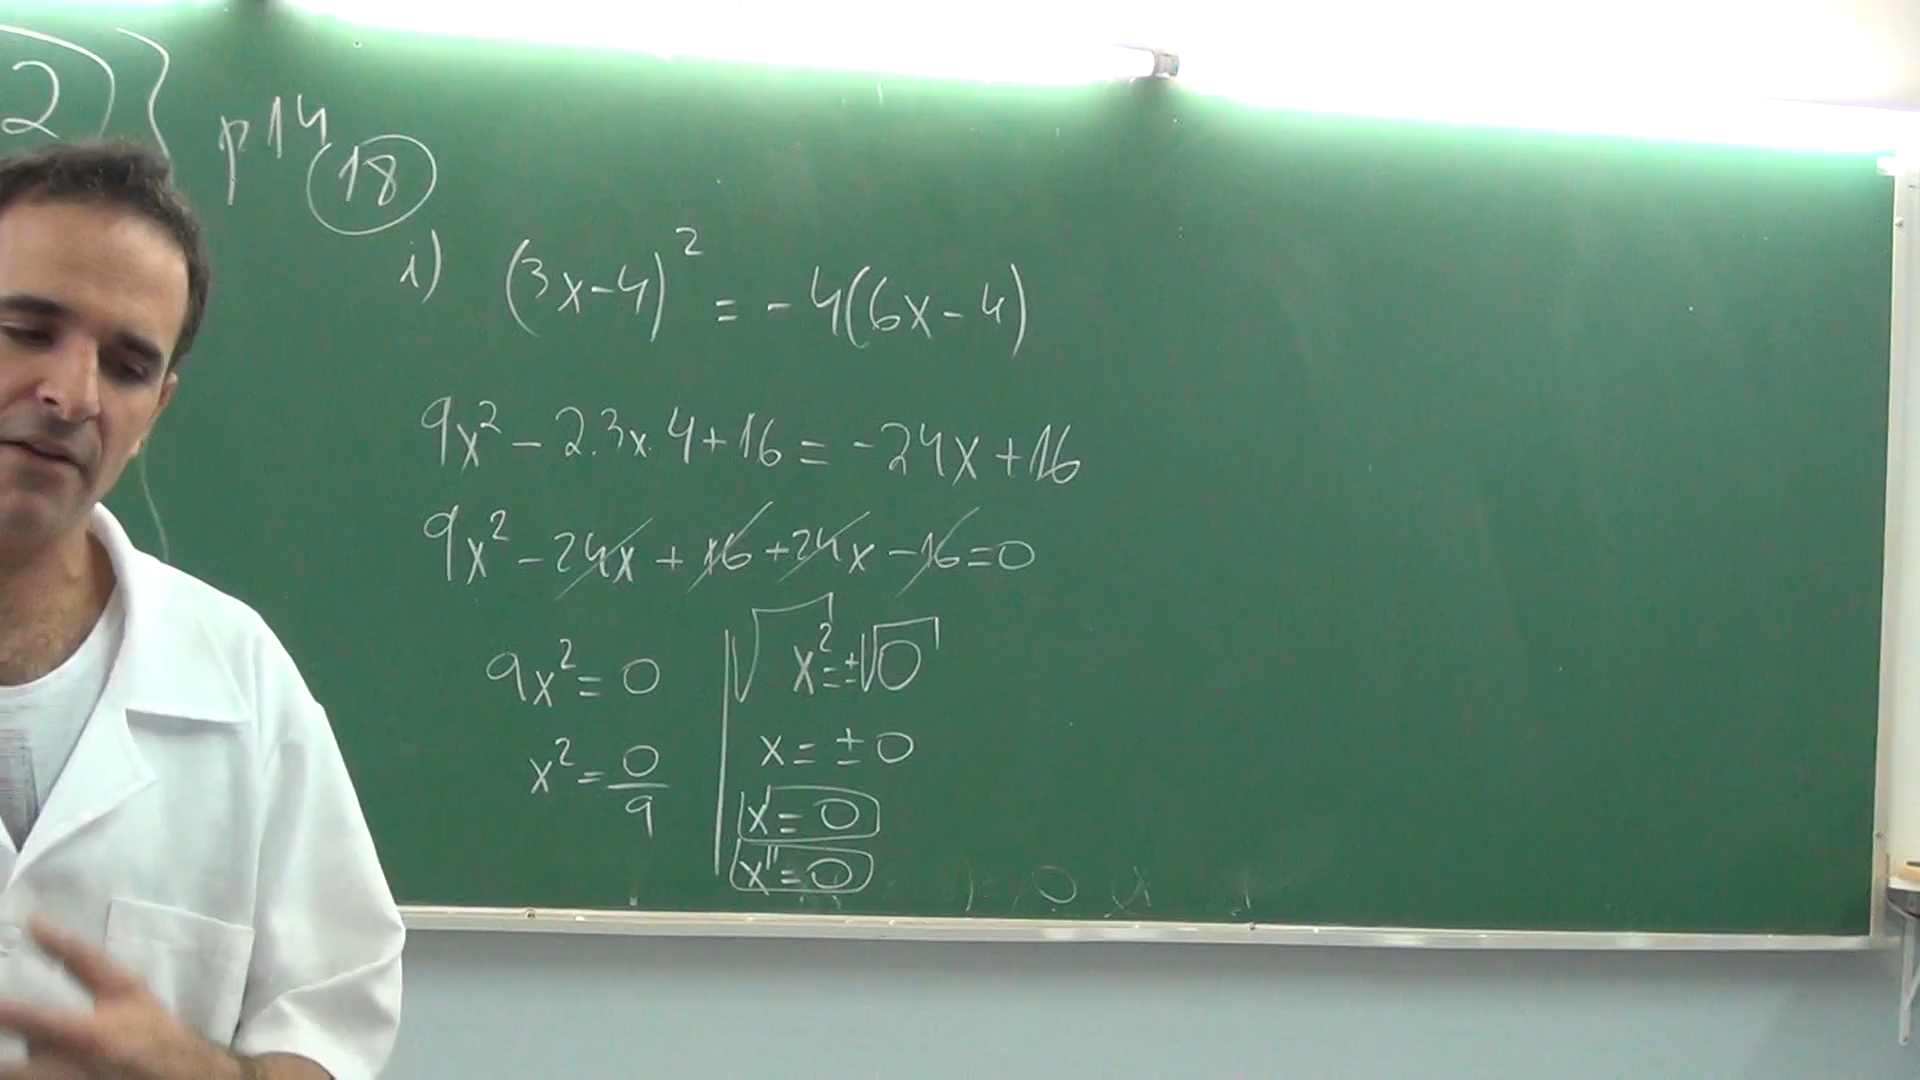 2) }
p14
18
i) (3x-4)² = -4(6x-4)
9x² - 2.3x.4+16 = -24x+16
9x² - 24x + 16 +24x -16=0
9x² = 0
x² = 0/9
√x² = ±√0
x = ± 0
x' = 0
x'' = 0